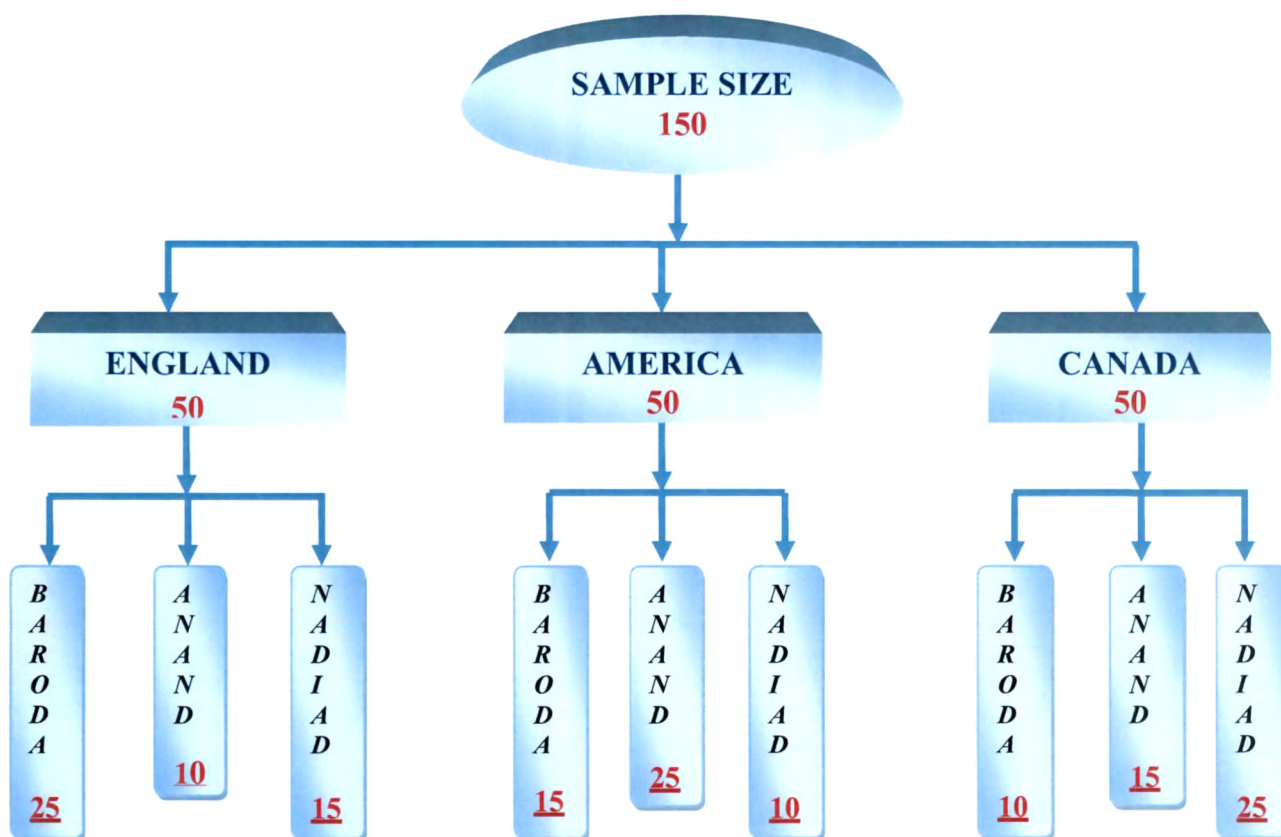 SAMPLE SIZE
150
ENGLAND
50
AMERICA
50
CANADA
50
BARODA
25
ANAND
10
NADIAD
15
BARODA
15
ANAND
25
NADIAD
10
BARODA
10
ANAND
15
NADIAD
25